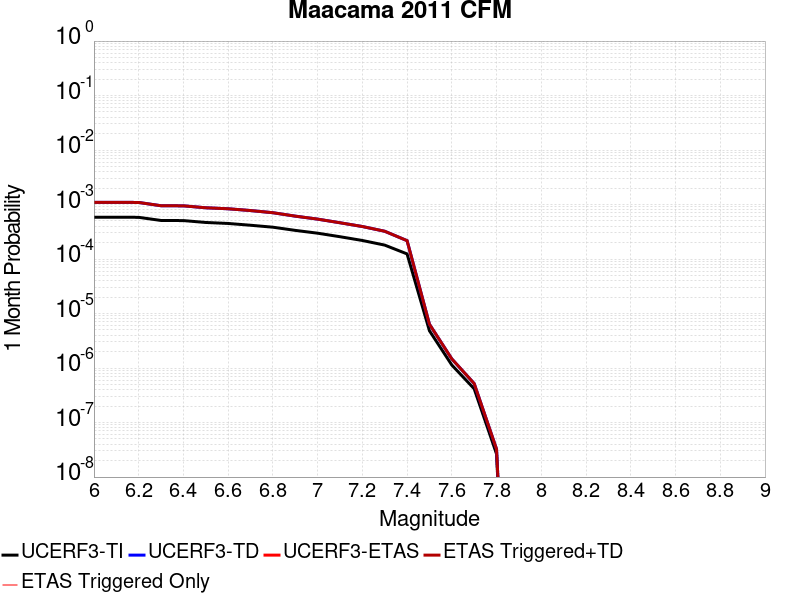 Maacama 2011 CFM
10^0
10^-1
10^-2
10^-3
10^-4
10^-5
10^-6
10^-7
10^-8
1 Month Probability
6 6.2 6.4 6.6 6.8 7 7.2 7.4 7.6 7.8 8 8.2 8.4 8.6 8.8 9
Magnitude
UCERF3-TI UCERF3-TD UCERF3-ETAS ETAS Triggered+TD
ETAS Triggered Only